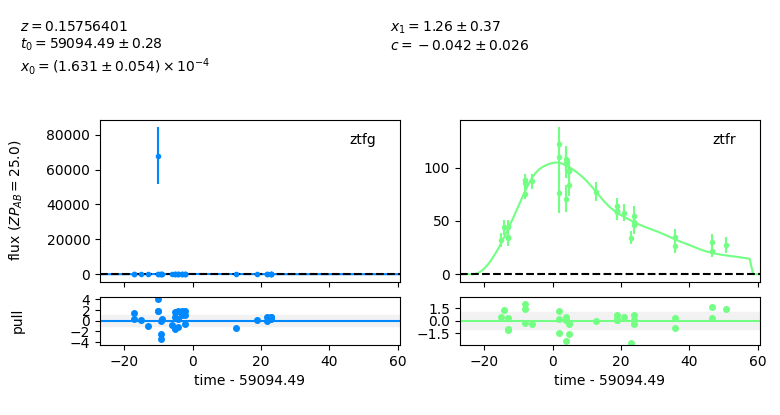 z = 0.15756401
t₀ = 59094.49 ± 0.28
x₀ = (1.631 ± 0.054) × 10⁻⁴
x₁ = 1.26 ± 0.37
c = −0.042 ± 0.026
flux (ZP_AB = 25.0)
80000
60000
40000
20000
0
ztfg
100
50
0
ztfr
pull
4
2
0
−2
−4
1.5
0.0
−1.5
−20 0 20 40 60
−20 0 20 40 60
time - 59094.49
time - 59094.49